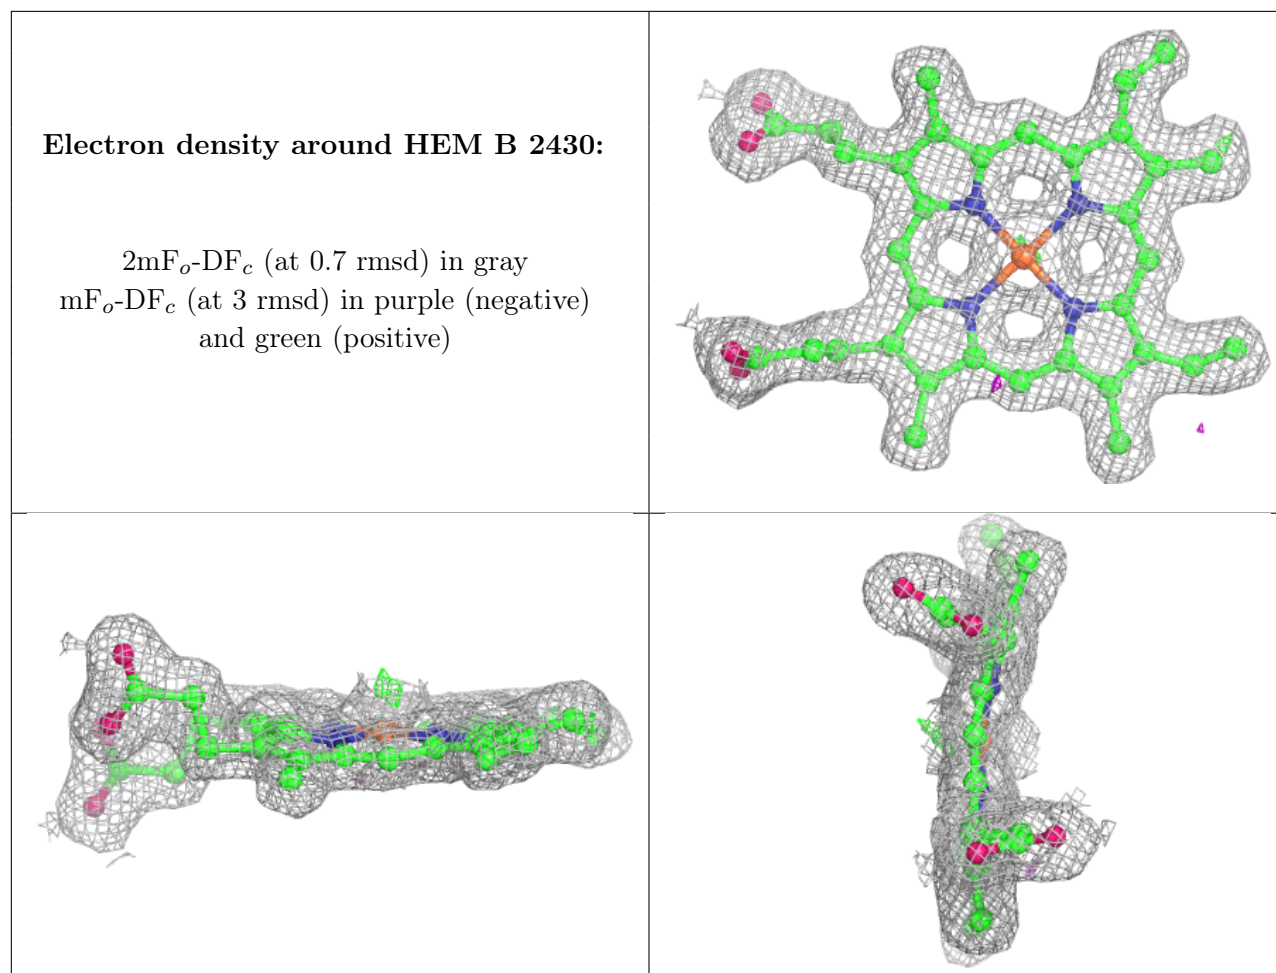 Electron density around HEM B 2430:
2mFo-DFc (at 0.7 rmsd) in gray
mFo-DFc (at 3 rmsd) in purple (negative)
and green (positive)